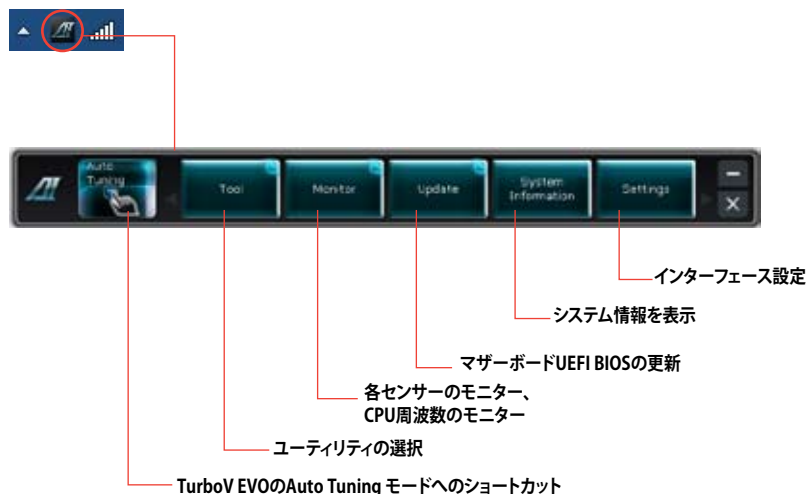 Auto
Tuning
Tool
Monitor
Update
System
Information
Settings
インターフェース設定
システム情報を表示
マザーボードUEFI BIOSの更新
各センサーのモニター、
CPU周波数のモニター
ユーティリティの選択
TurboV EVOのAuto Tuning モードへのショートカット